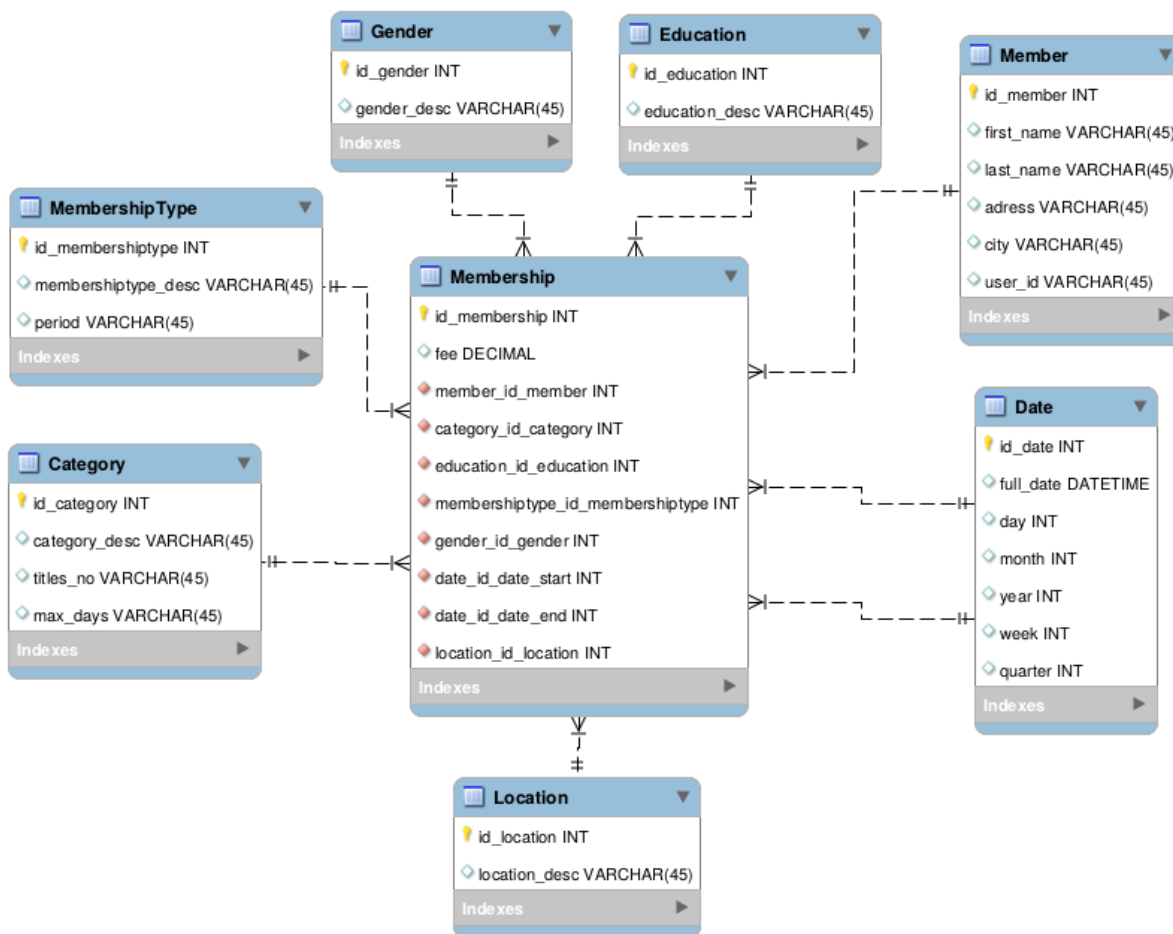 Gender
id_gender INT
gender_desc VARCHAR(45)
Indexes
Education
id_education INT
education_desc VARCHAR(45)
Indexes
Member
id_member INT
first_name VARCHAR(45)
last_name VARCHAR(45)
adress VARCHAR(45)
city VARCHAR(45)
user_id VARCHAR(45)
Indexes
MembershipType
id_membershiptype INT
membershiptype_desc VARCHAR(45)
period VARCHAR(45)
Indexes
Membership
id_membership INT
fee DECIMAL
member_id_member INT
category_id_category INT
education_id_education INT
membershiptype_id_membershiptype INT
gender_id_gender INT
date_id_date_start INT
date_id_date_end INT
location_id_location INT
Indexes
Date
id_date INT
full_date DATETIME
day INT
month INT
year INT
week INT
quarter INT
Indexes
Category
id_category INT
category_desc VARCHAR(45)
titles_no VARCHAR(45)
max_days VARCHAR(45)
Indexes
Location
id_location INT
location_desc VARCHAR(45)
Indexes